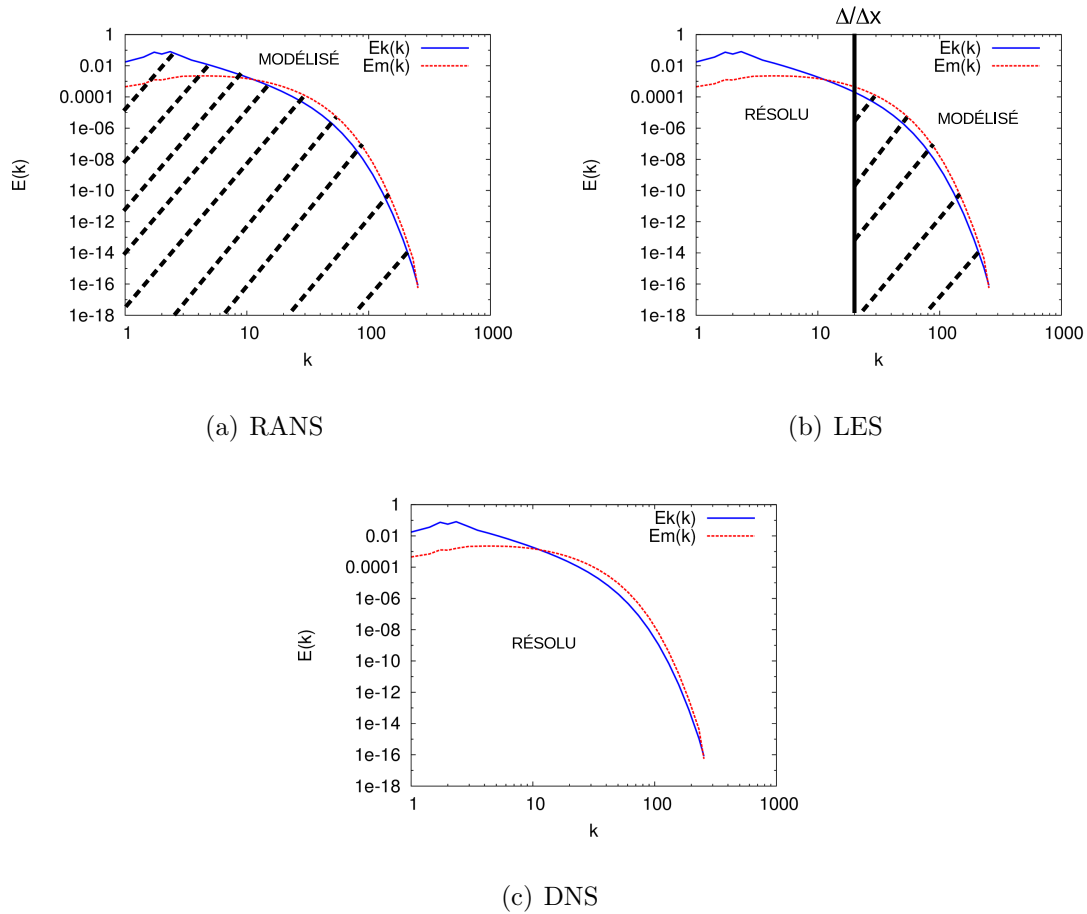 1
0.01
0.0001
1e-06
1e-08
1e-10
1e-12
1e-14
1e-16
1e-18
E(k)
MODÉLISÉ
Ek(k)
Em(k)
1
10
100
1000
k
(a) RANS
Δ/Δx
1
0.01
0.0001
1e-06
1e-08
1e-10
1e-12
1e-14
1e-16
1e-18
E(k)
Ek(k)
Em(k)
RÉSOLU
MODÉLISÉ
1
10
100
1000
k
(b) LES
1
0.01
0.0001
1e-06
1e-08
1e-10
1e-12
1e-14
1e-16
1e-18
E(k)
Ek(k)
Em(k)
RÉSOLU
1
10
100
1000
k
(c) DNS